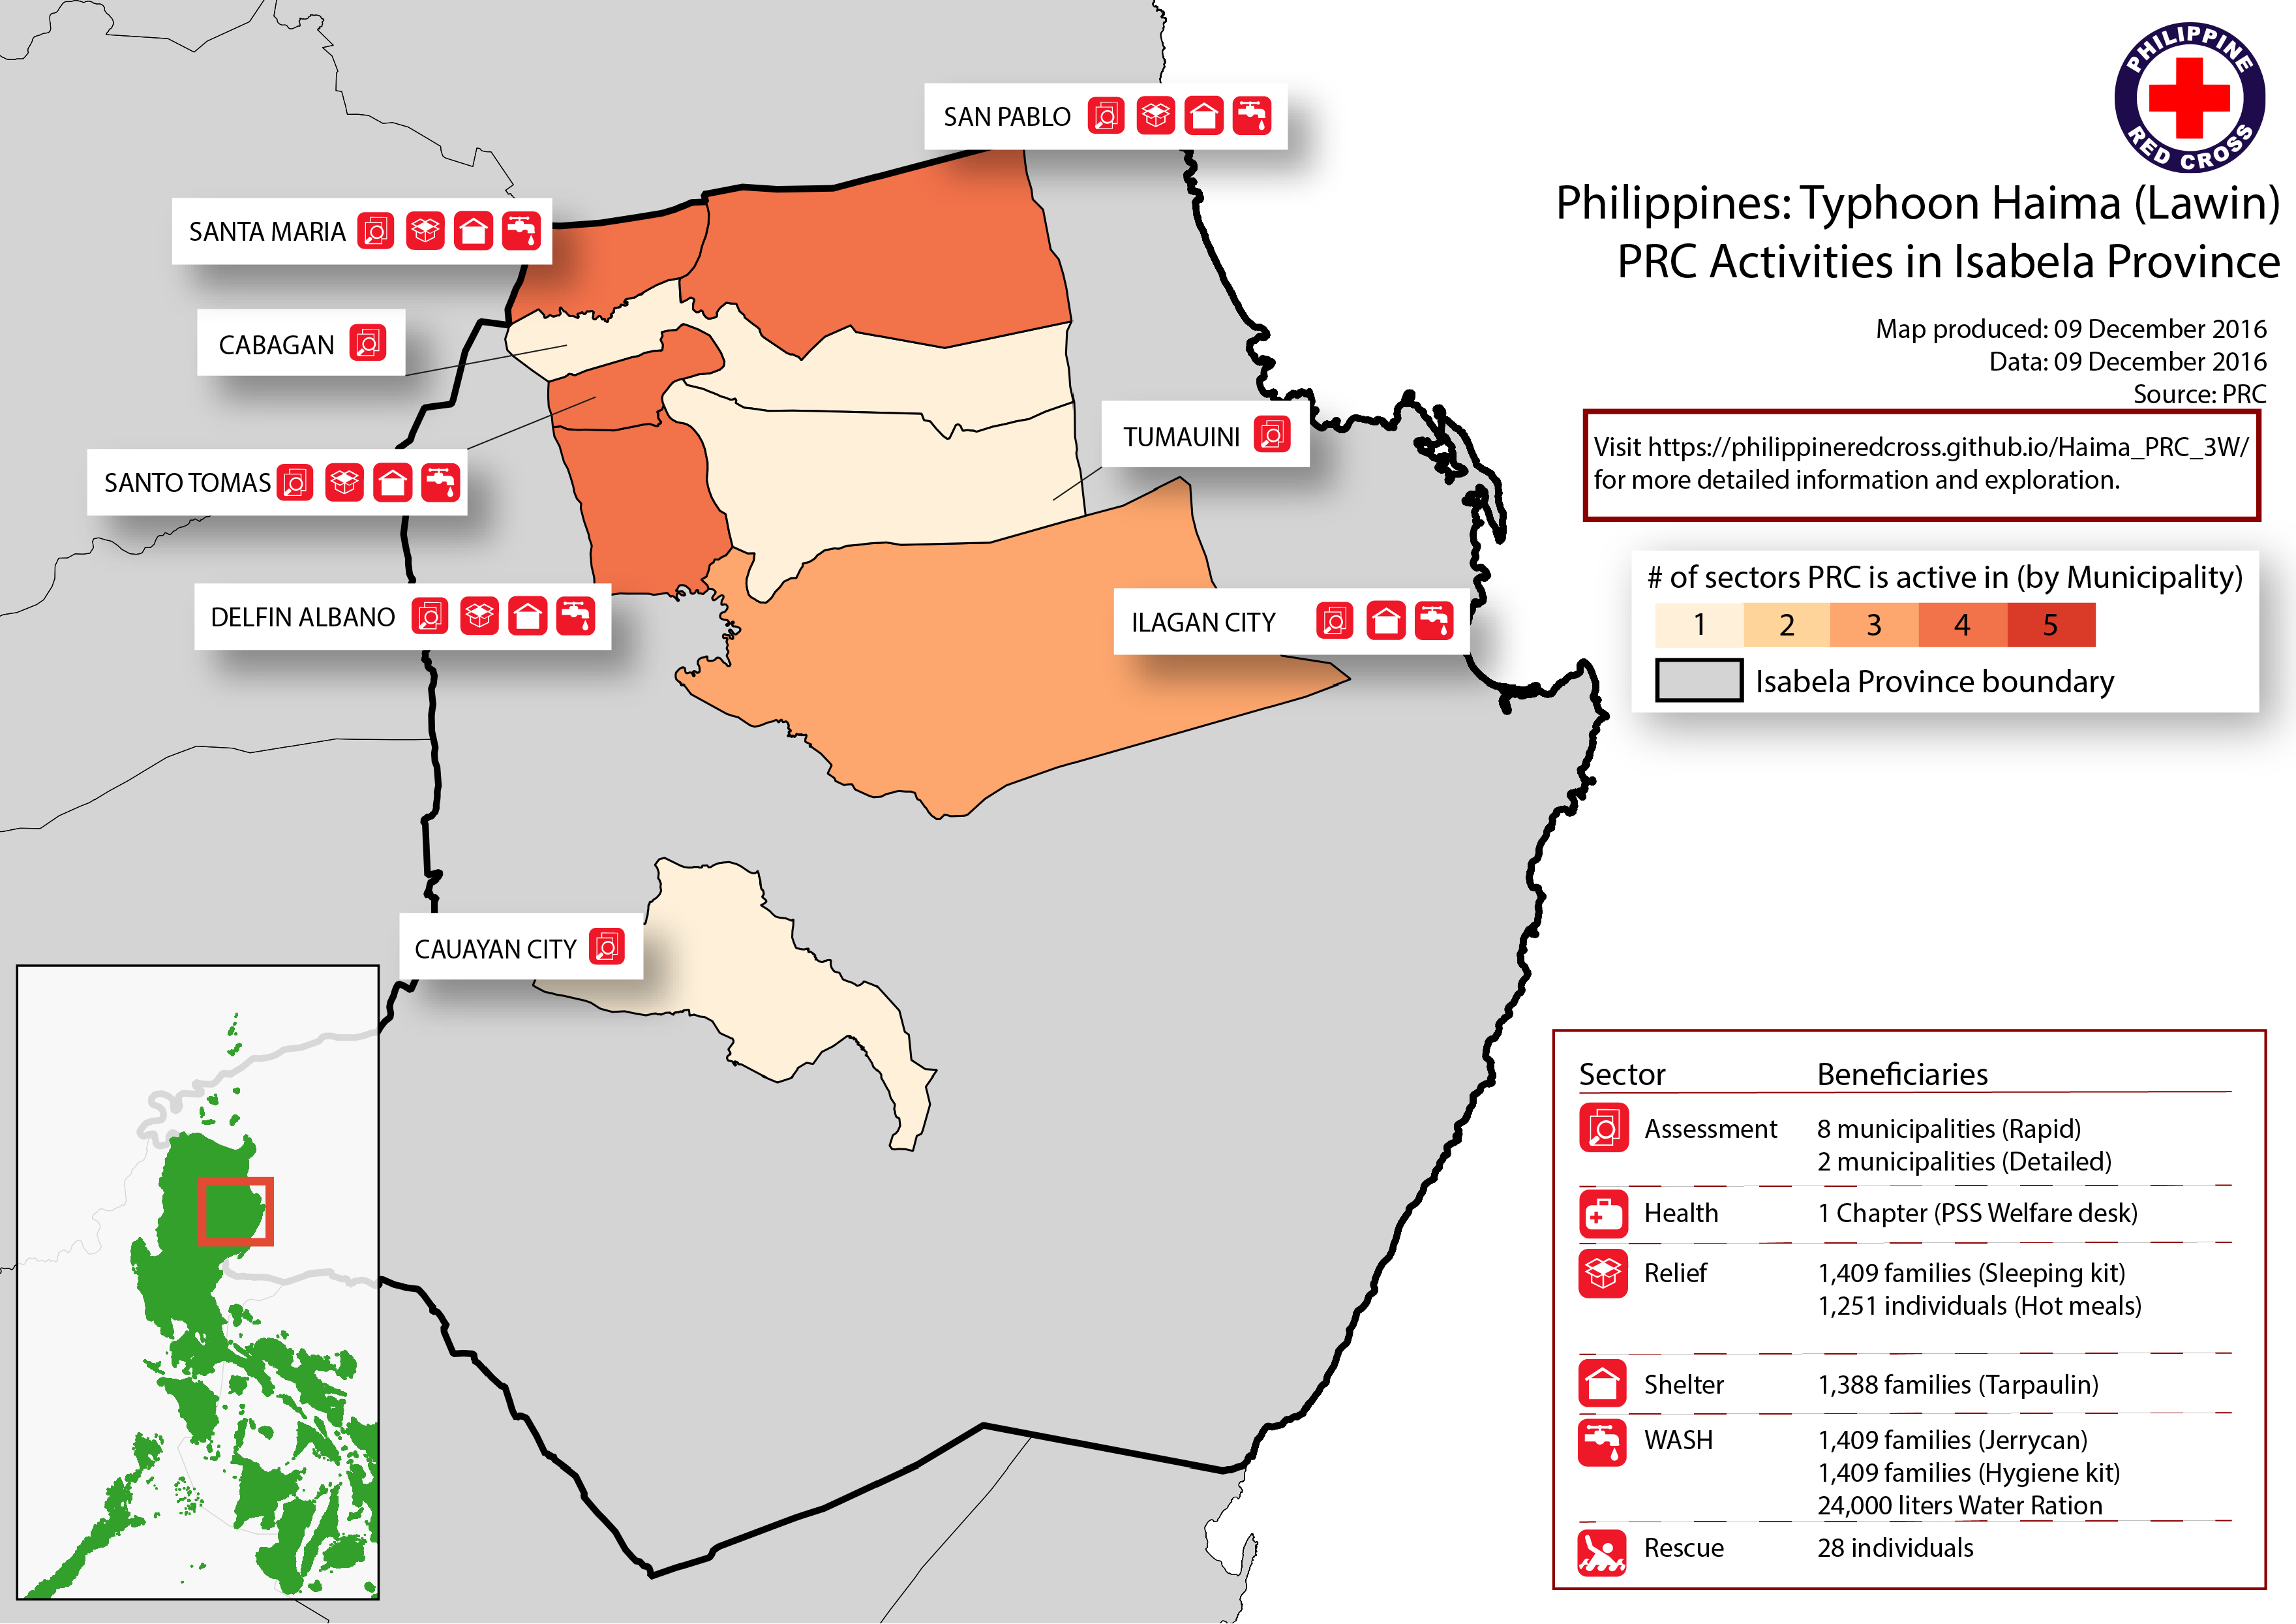 PHILIPPINE
RED CROSS
Philippines: Typhoon Haima (Lawin)
PRC Activities in Isabela Province
Map produced: 09 December 2016
Data: 09 December 2016
Source: PRC
Visit https://philippineredcross.github.io/Haima_PRC_3W/
for more detailed information and exploration.
# of sectors PRC is active in (by Municipality)
1 2 3 4 5
Isabela Province boundary
SAN PABLO
SANTA MARIA
CABAGAN
TUMAUINI
SANTO TOMAS
DELFIN ALBANO
ILAGAN CITY
CAUAYAN CITY
Sector Beneficiaries
Assessment 8 municipalities (Rapid)
2 municipalities (Detailed)
Health 1 Chapter (PSS Welfare desk)
Relief 1,409 families (Sleeping kit)
1,251 individuals (Hot meals)
Shelter 1,388 families (Tarpaulin)
WASH 1,409 families (Jerrycan)
1,409 families (Hygiene kit)
24,000 liters Water Ration
Rescue 28 individuals